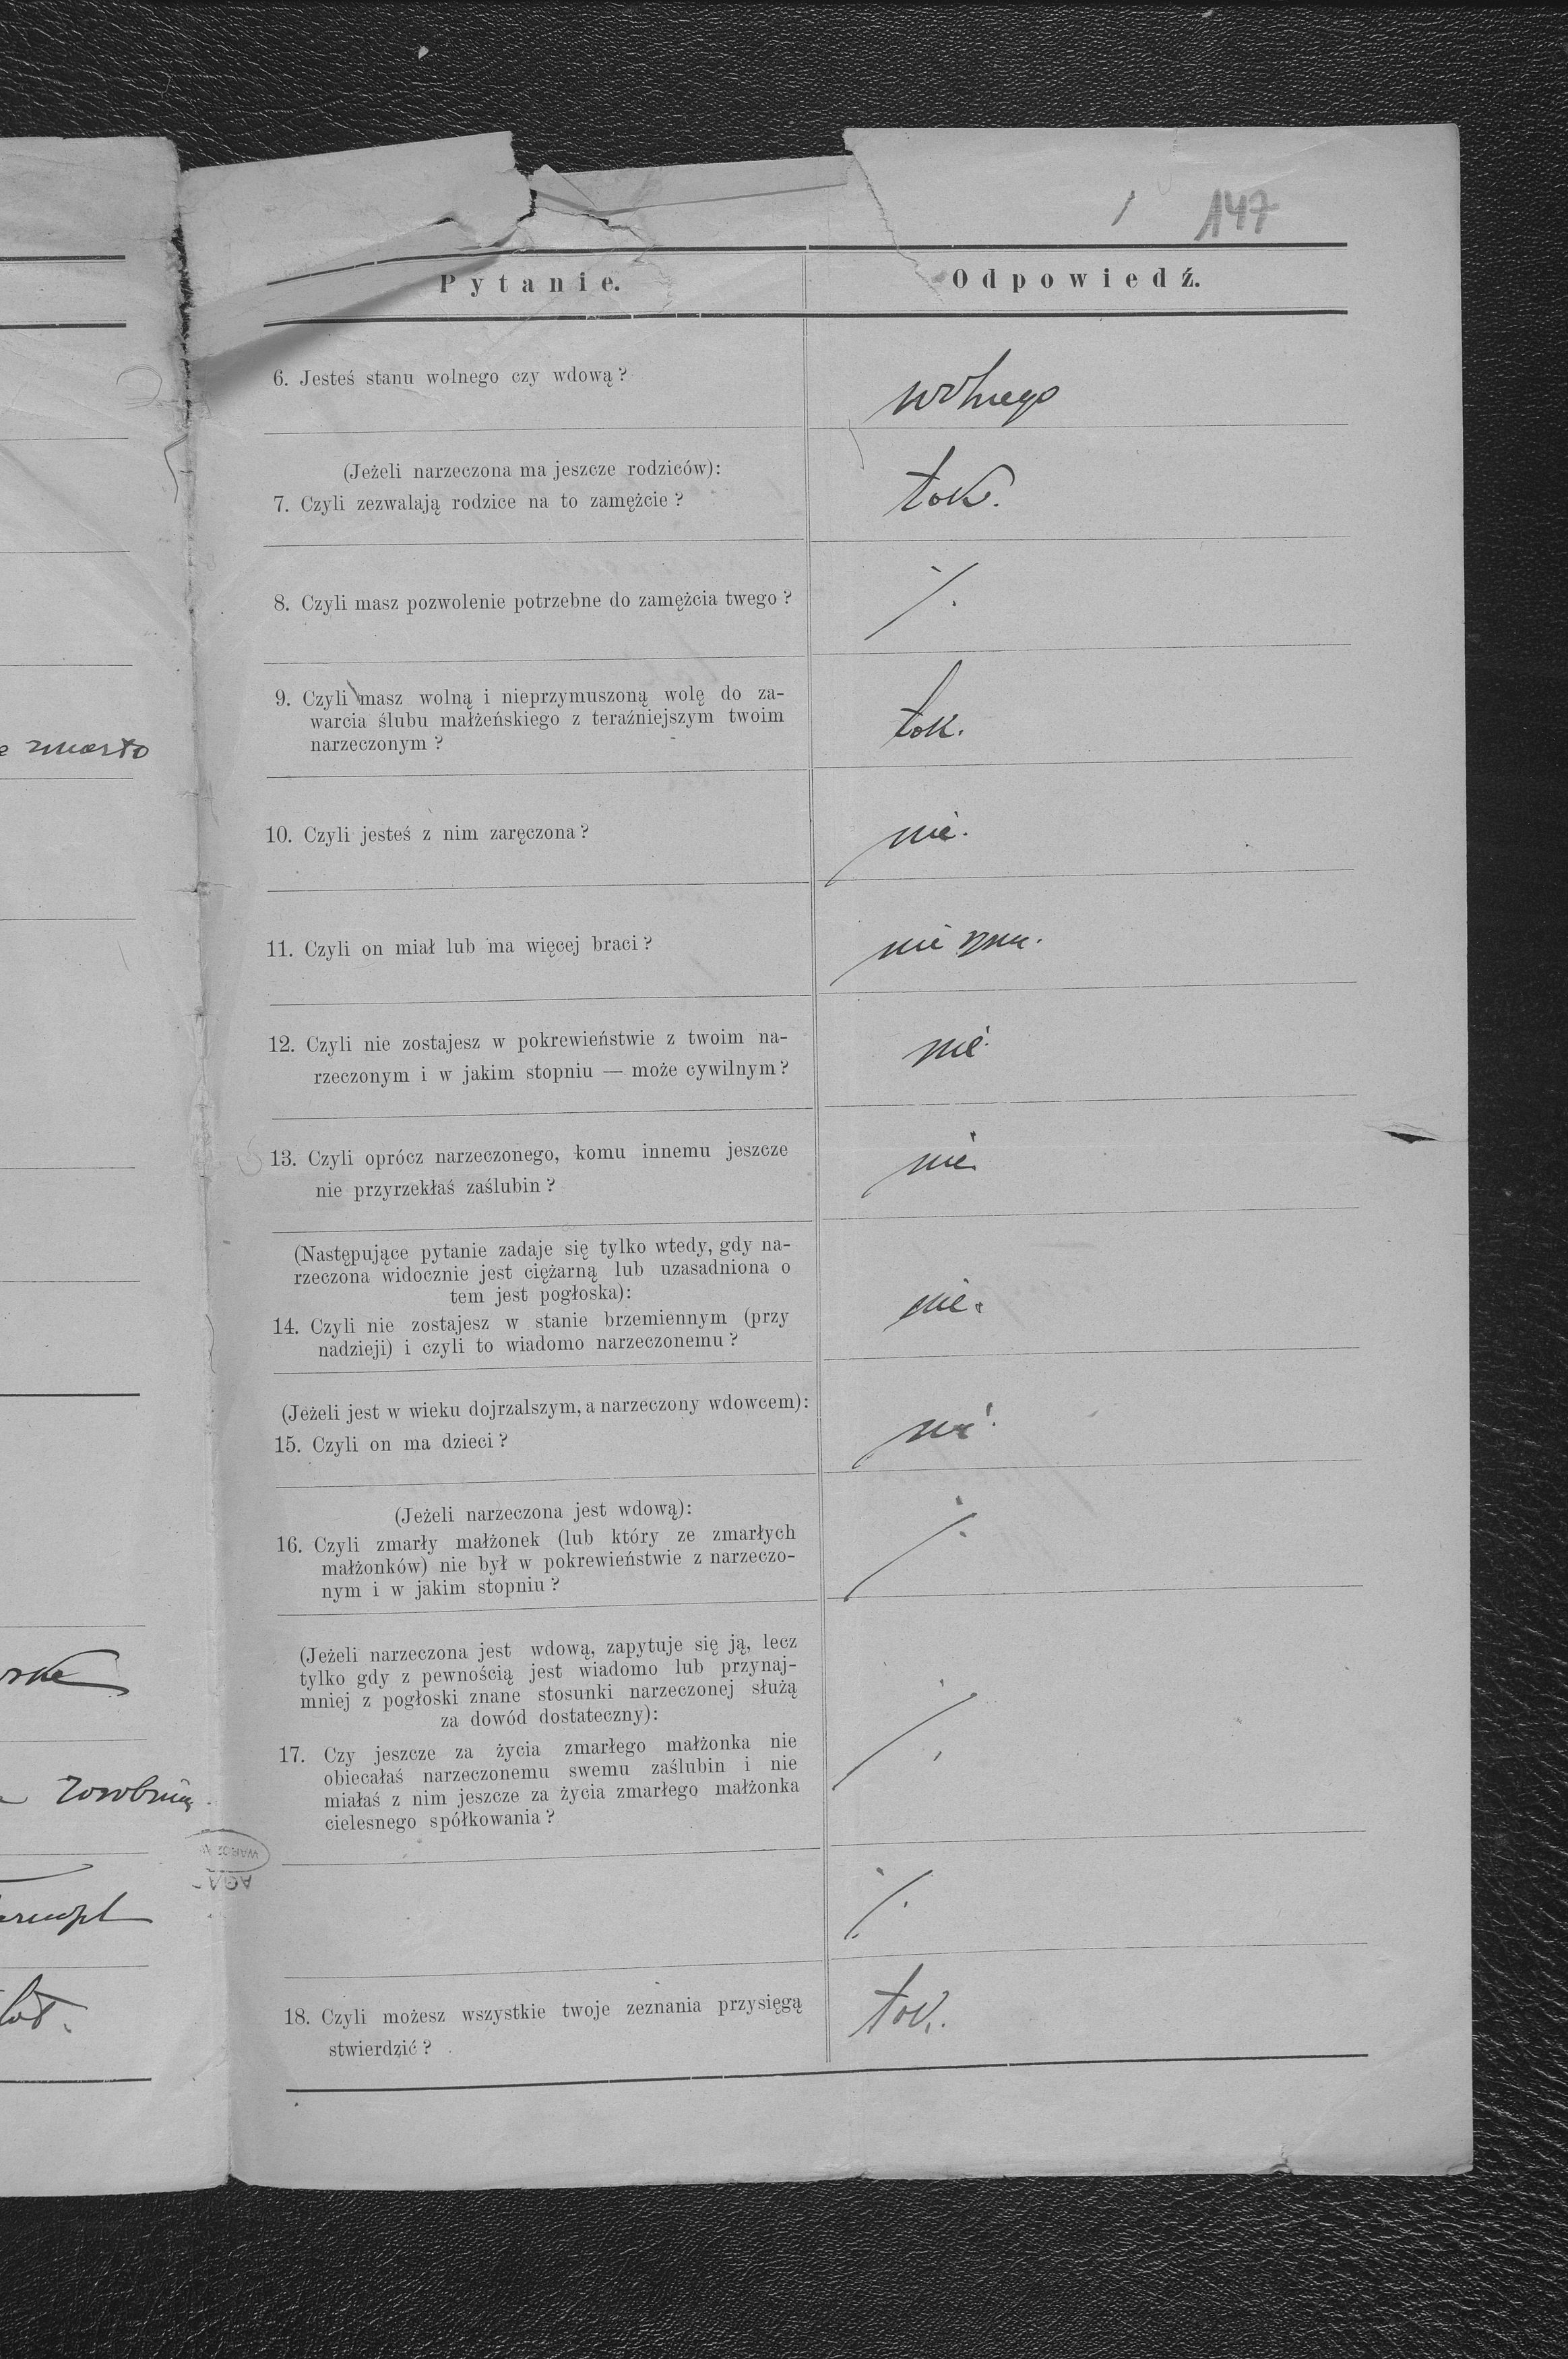 147
Pytanie.
Odpowiedź.
6. Jesteś stanu wolnego czy wdową?
wolnego
(Jeżeli narzeczona ma jeszcze rodziców):
7. Czyli zezwalają rodzice na to zamężcie?
tak.
8. Czyli masz pozwolenie potrzebne do zamężcia twego?
9. Czyli masz wolną i nieprzymuszoną wolę do za-
warcia ślubu małżeńskiego z teraźniejszym twoim
narzeczonym?
tak.
10. Czyli jesteś z nim zaręczona?
nie.
11. Czyli on miał lub ma więcej braci?
nie
12. Czyli nie zostajesz w pokrewieństwie z twoim na-
rzeczonym i w jakim stopniu — może cywilnym?
nie
13. Czyli oprócz narzeczonego, komu innemu jeszcze
nie przyrzekłaś zaślubin?
nie
(Następujące pytanie zadaje się tylko wtedy, gdy na-
rzeczona widocznie jest ciężarną lub uzasadniona o
tem jest pogłoska):
14. Czyli nie zostajesz w stanie brzemiennym (przy
nadzieji) i czyli to wiadomo narzeczonemu?
nie.
(Jeżeli jest w wieku dojrzalszym, a narzeczony wdowcem):
15. Czyli on ma dzieci?
nie
(Jeżeli narzeczona jest wdową):
16. Czyli zmarły małżonek (lub który ze zmarłych
małżonków) nie był w pokrewieństwie z narzeczo-
nym i w jakim stopniu?
(Jeżeli narzeczona jest wdową, zapytuje się ją, lecz
tylko gdy z pewnością jest wiadomo lub przynaj-
mniej z pogłoski znane stosunki narzeczonej służą
za dowód dostateczny):
17. Czy jeszcze za życia zmarłego małżonka nie
obiecałaś narzeczonemu swemu zaślubin i nie
miałaś z nim jeszcze za życia zmarłego małżonka
cielesnego spółkowania?
18. Czyli możesz wszystkie twoje zeznania przysięgą
stwierdzić?
tak.